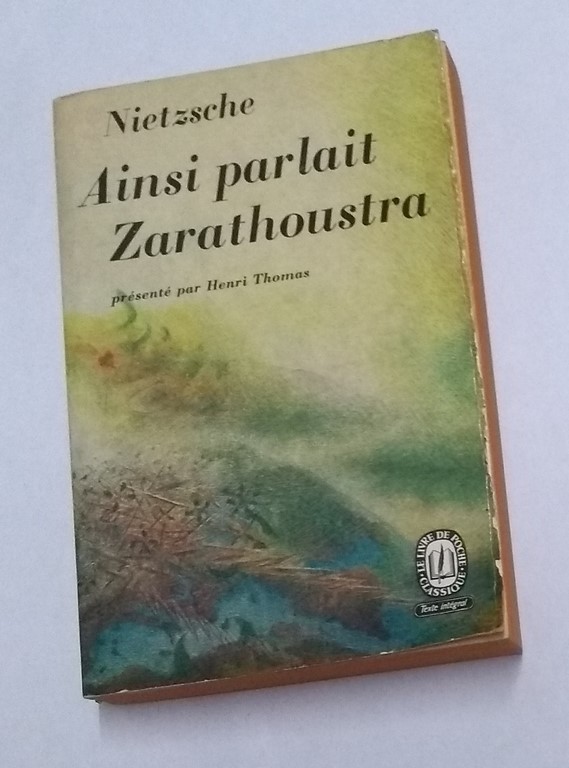 Nietzsche
Ainsi parlait
Zarathoustra
présenté par Henri Thomas
LE LIVRE DE POCHE
CLASSIQUE
Texte intégral